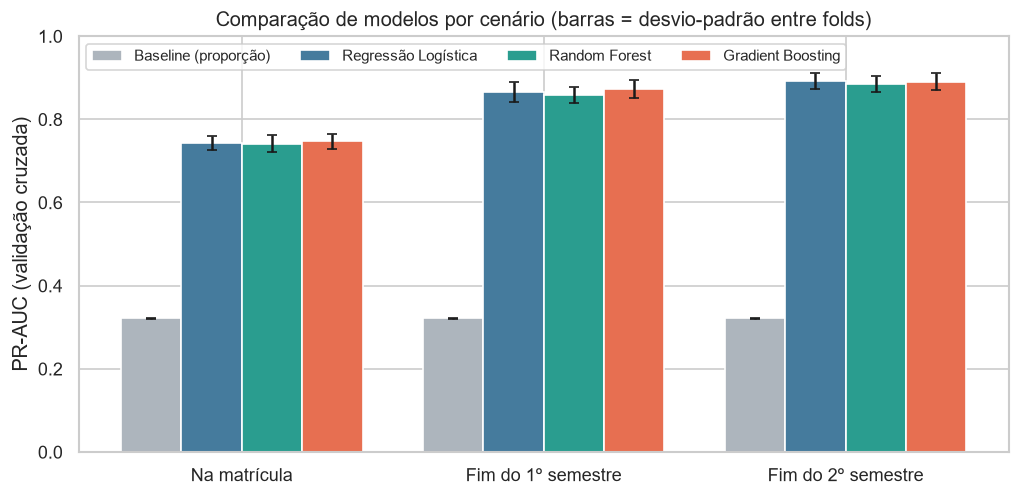 Comparação de modelos por cenário (barras = desvio-padrão entre folds)
Baseline (proporção) Regressão Logística Random Forest Gradient Boosting
PR-AUC (validação cruzada)
1.0
0.8
0.6
0.4
0.2
0.0
Na matrícula Fim do 1º semestre Fim do 2º semestre